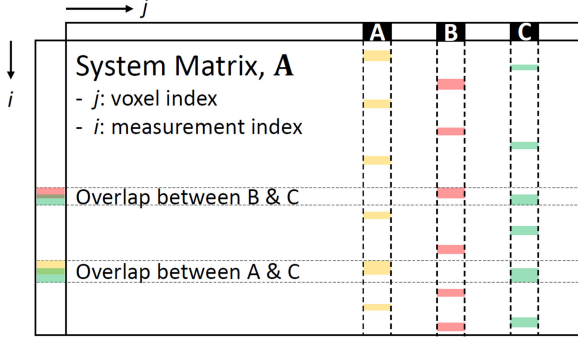 j
A B C
i
System Matrix, A
- j: voxel index
- i: measurement index
Overlap between B & C
Overlap between A & C